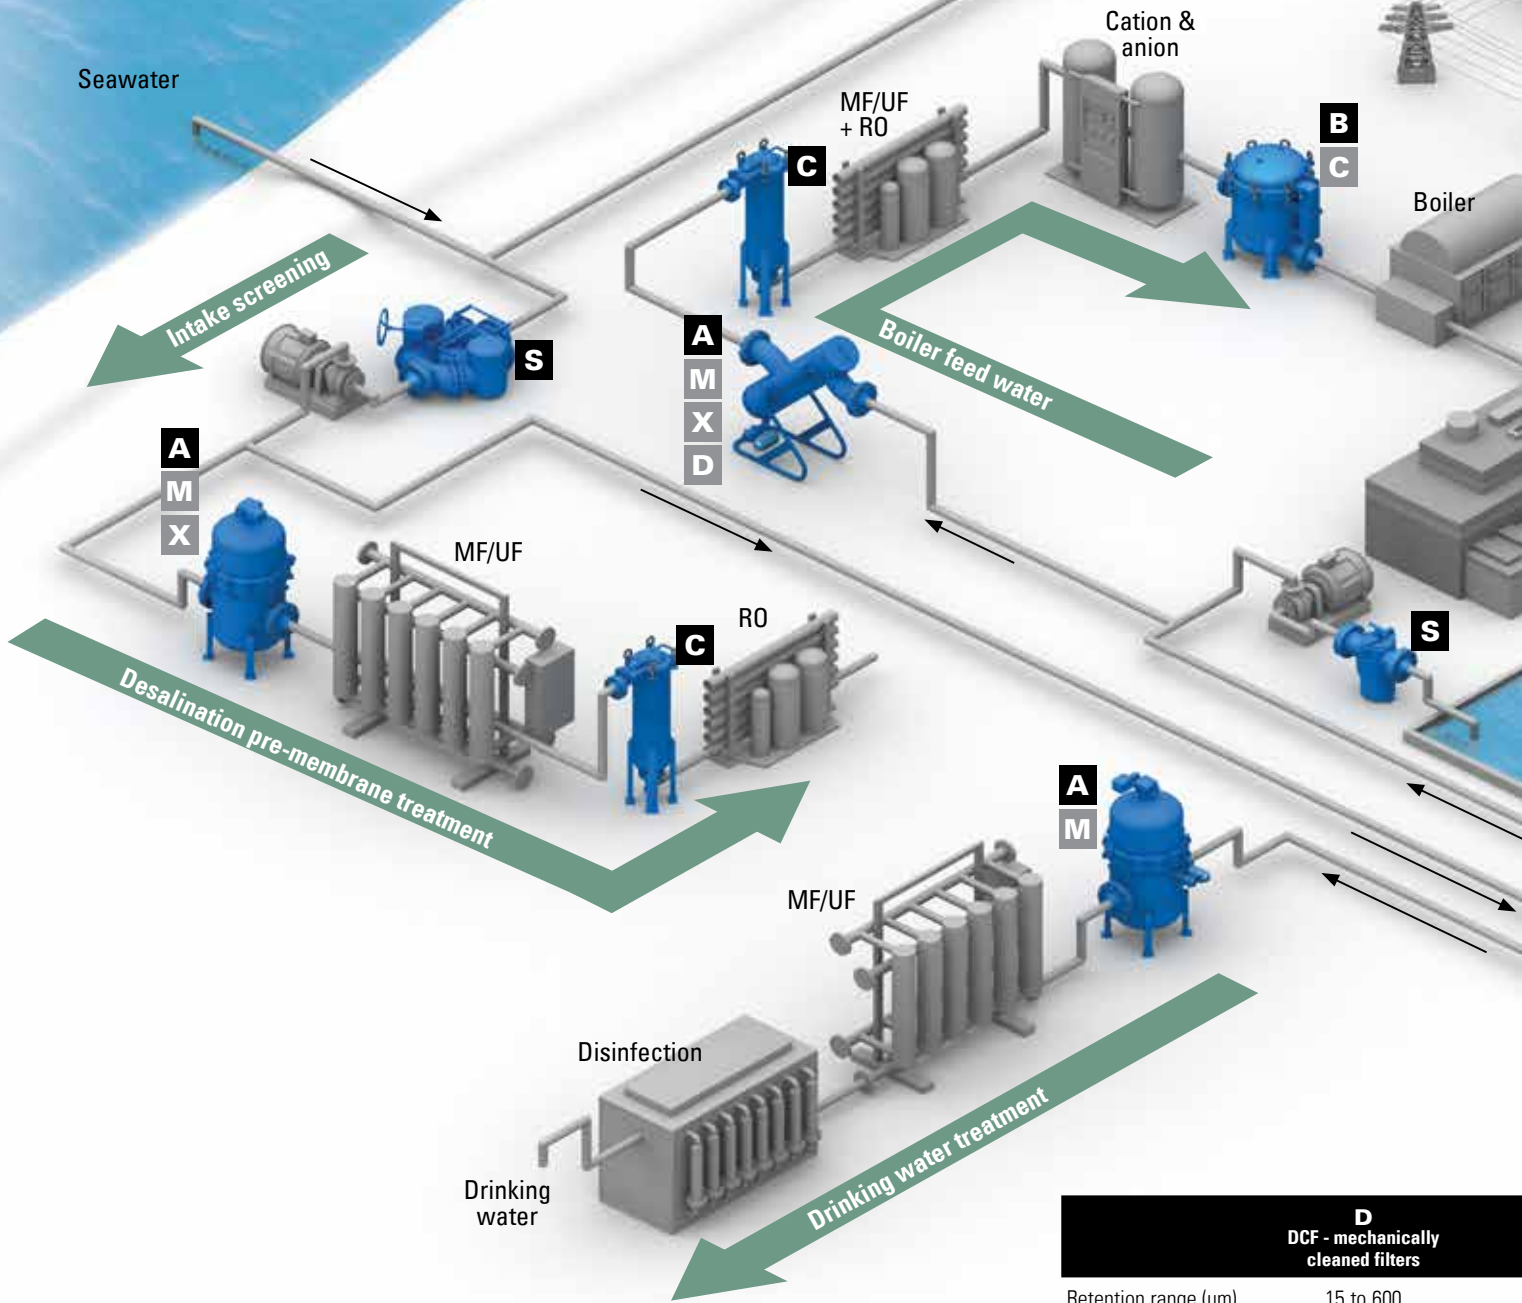 Seawater
Cation &
anion
MF/UF
+ RO
C
B
C
Boiler
Intake screening
S
A
M
X
D
Boiler feed water
A
M
X
MF/UF
Desalination pre-membrane treatment
C
RO
S
A
M
MF/UF
Disinfection
Drinking
water
Drinking water treatment
D
DCF - mechanically
cleaned filters
Retention range (µm) 15 to 600